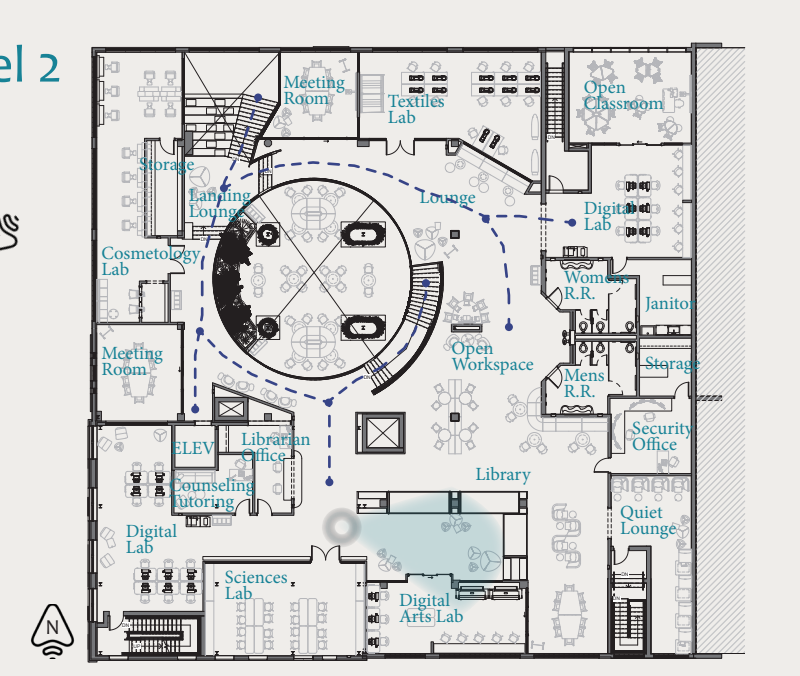 el 2
Meeting
Room
Textiles
Lab
Open
Classroom
Storage
Landing
Lounge
Lounge
Digital
Lab
Cosmetology
Lab
Womens
R.R.
Janitor
Meeting
Room
Open
Workspace
Mens
R.R.
Storage
ELEV
Librarian
Office
Security
Office
Counseling
Tutoring
Library
Digital
Lab
Quiet
Lounge
Sciences
Lab
Digital
Arts Lab
N